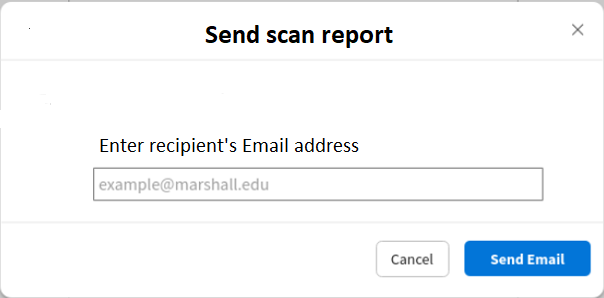 Send scan report
Enter recipient's Email address
example@marshall.edu
Cancel
Send Email